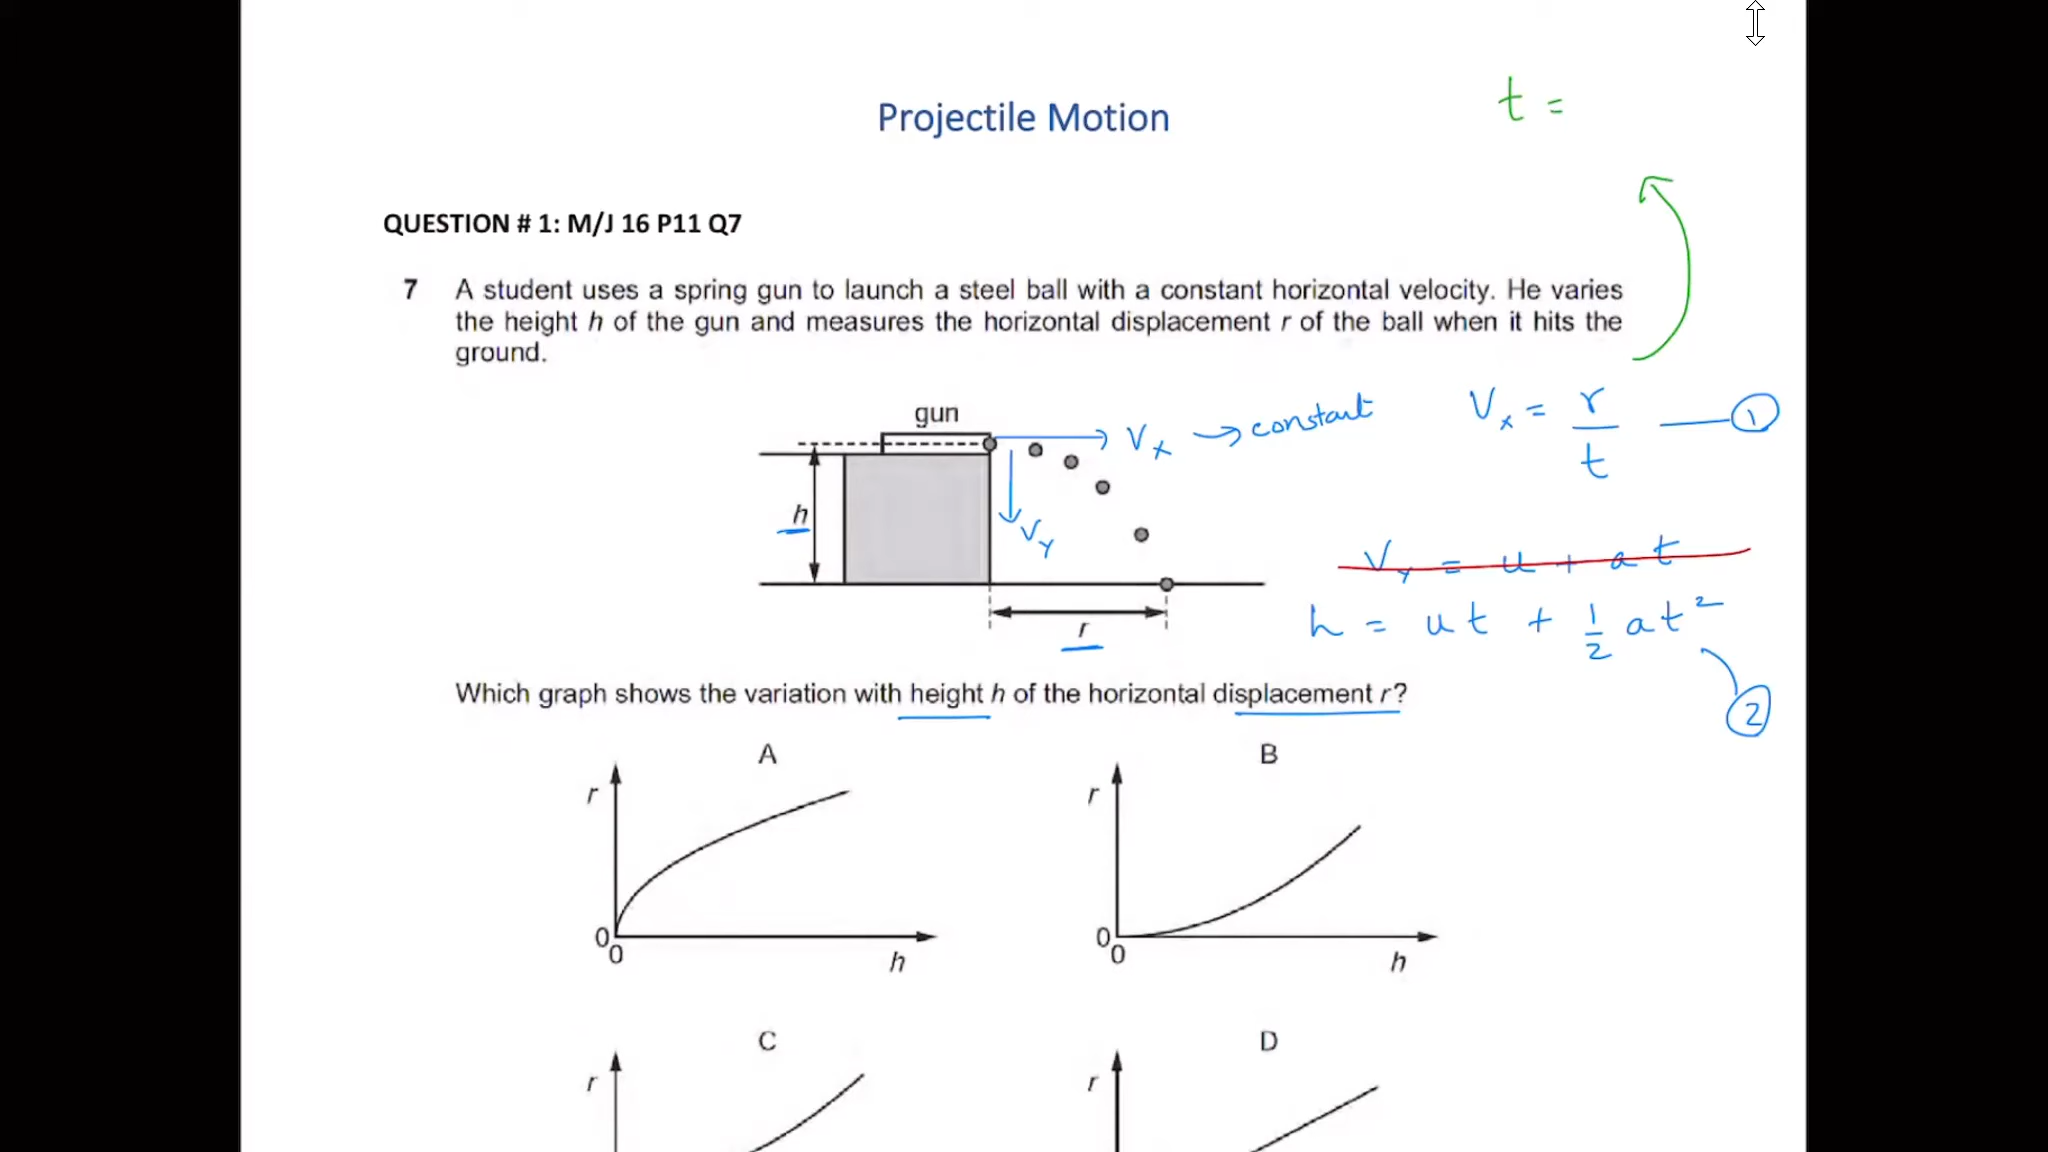 Projectile Motion
t =
QUESTION # 1: M/J 16 P11 Q7
7 A student uses a spring gun to launch a steel ball with a constant horizontal velocity. He varies
the height h of the gun and measures the horizontal displacement r of the ball when it hits the
ground.
gun
Vx → constant
Vx = r/t 1
h
Vy
Vy = u + at
r
h = ut + 1/2 at²
Which graph shows the variation with height h of the horizontal displacement r?
2
A
B
r
r
0
0
0
0
h
h
C
D
r
r